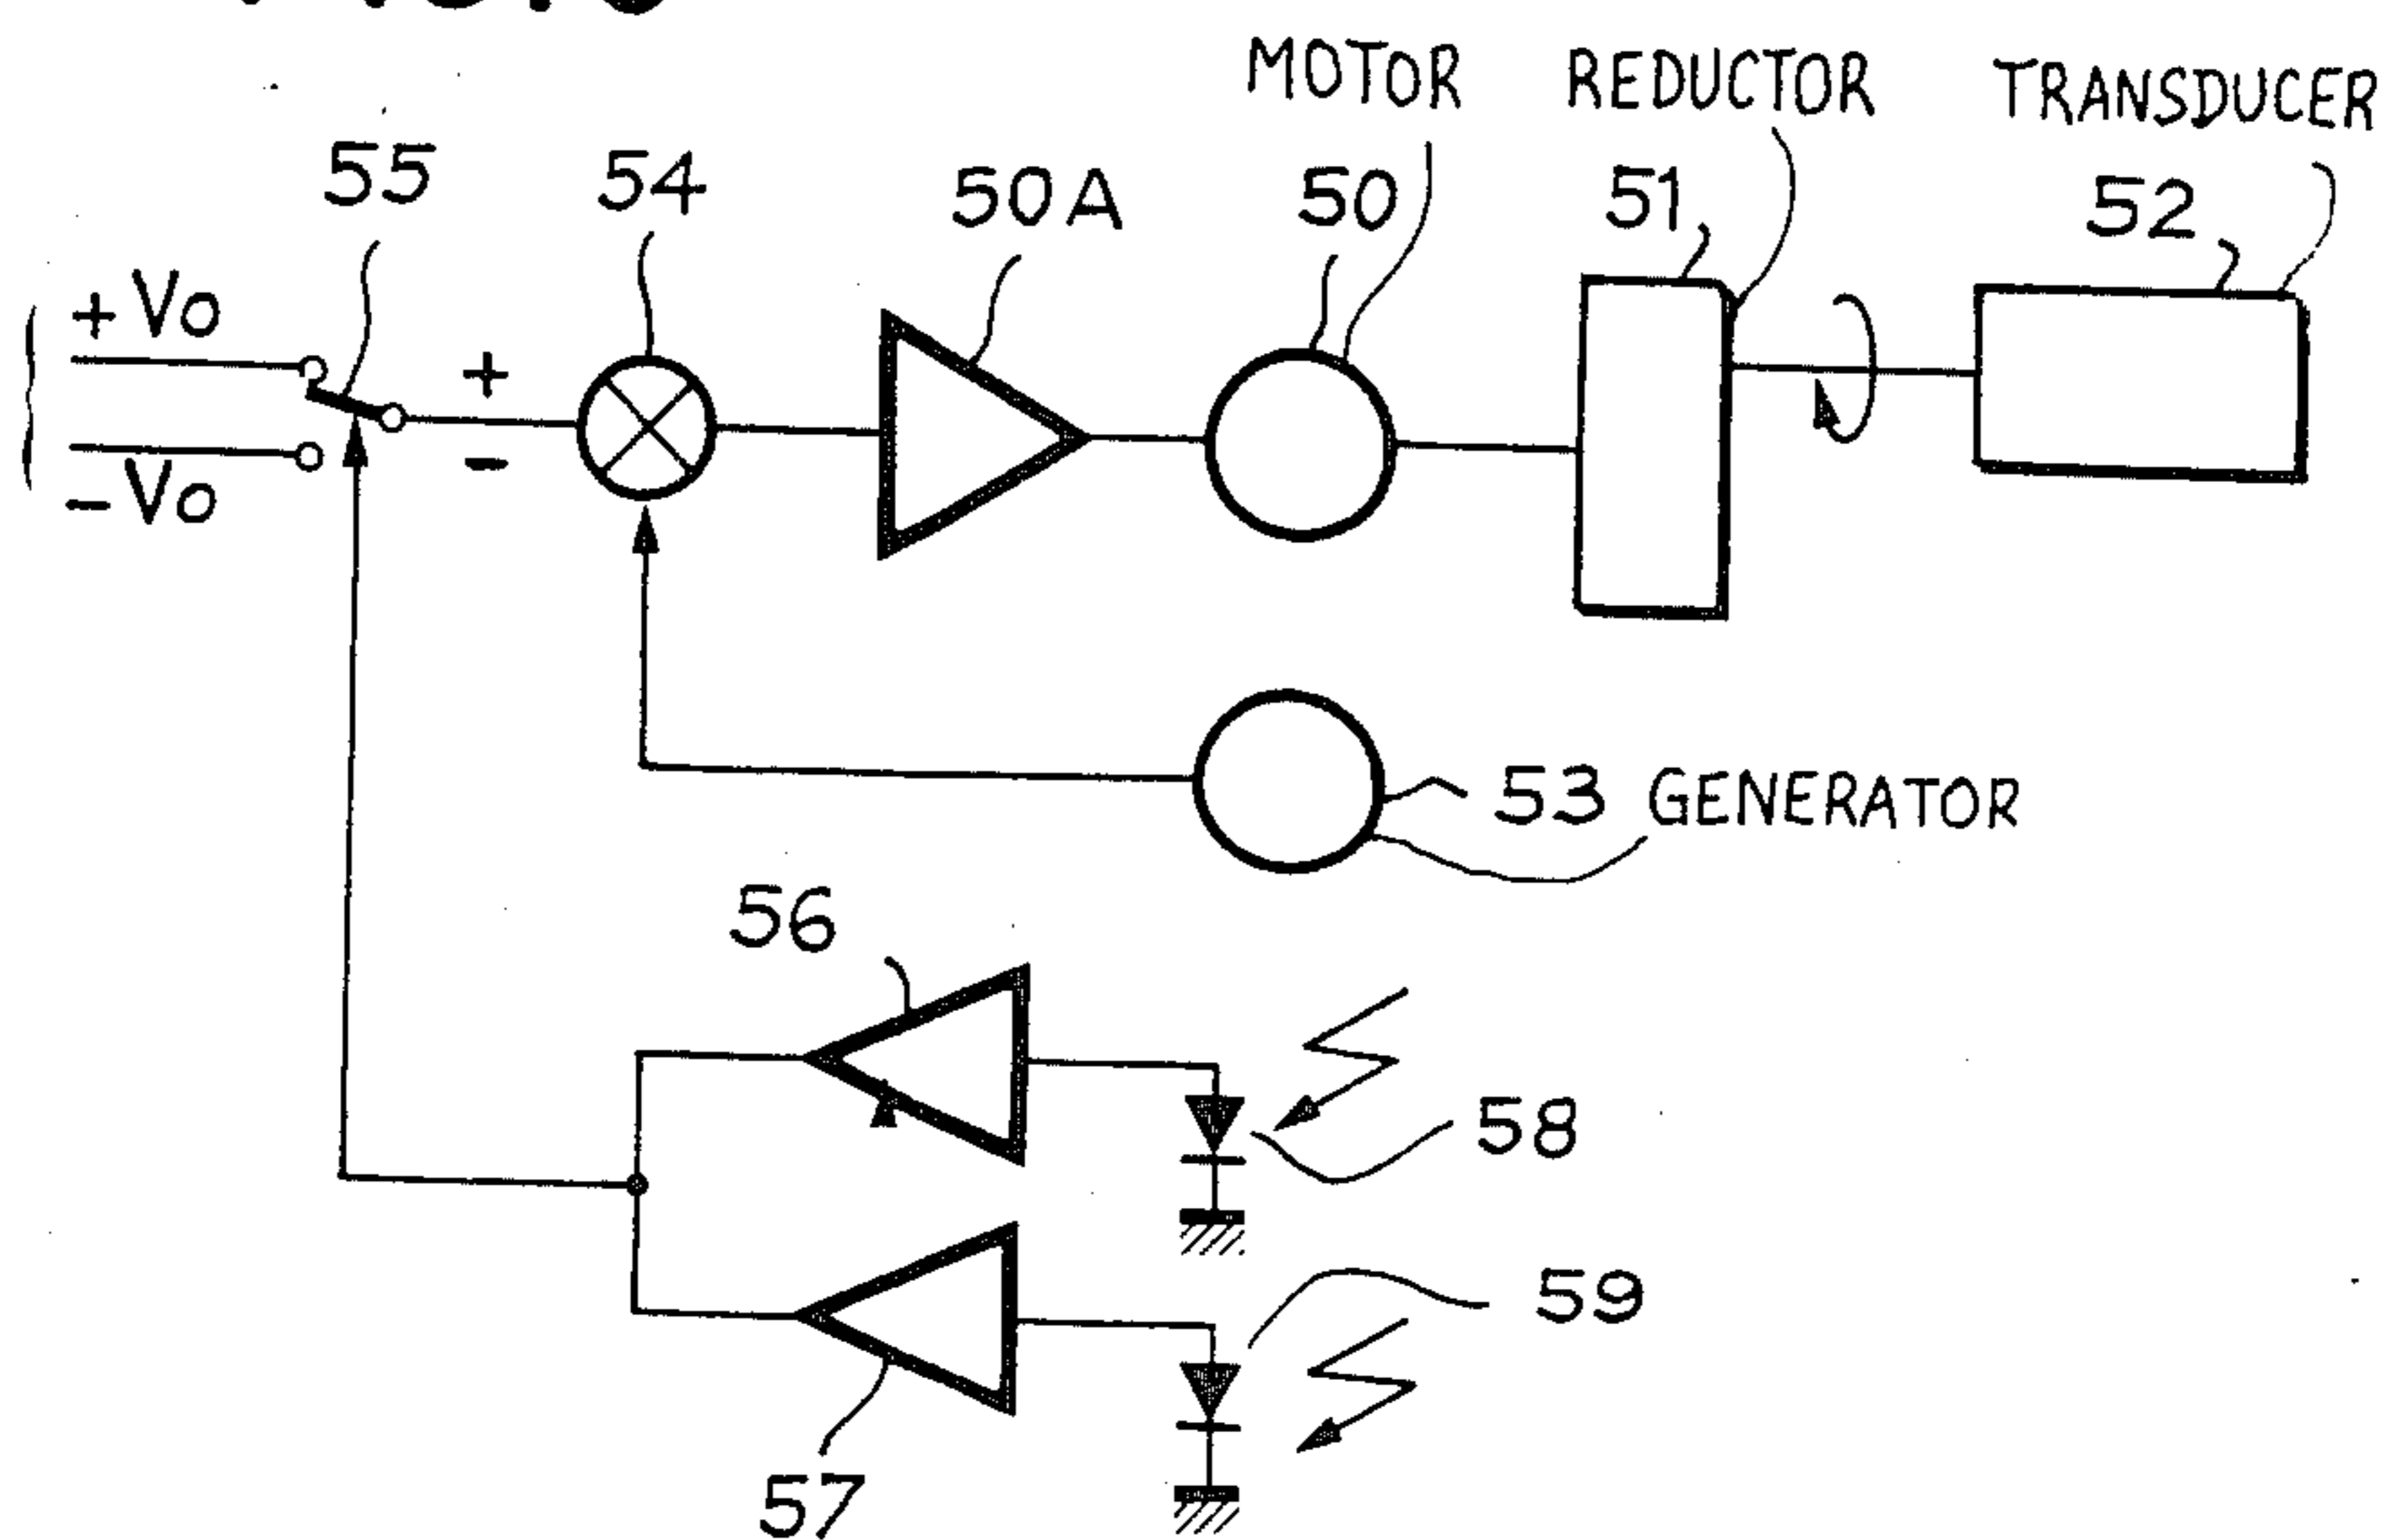 MOTOR REDUCTOR TRANSDUCER
55 54 50A 50 51 52
+ Vo
+
-
- Vo
53 GENERATOR
56
58
59
57